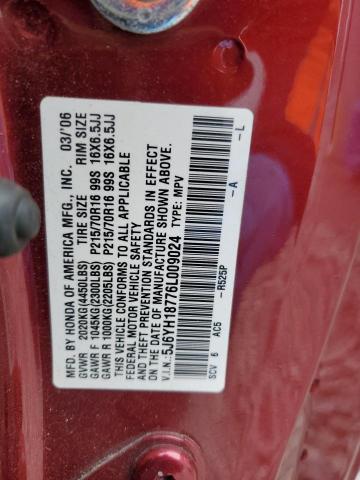 MFD. BY HONDA OF AMERICA MFG., INC. 03/'06
GVWR 2020KG(4450LBS) TIRE SIZE RIM SIZE
GAWR F 1045KG(2300LBS) P215/70R16 99S 16X6.5JJ
GAWR R 1000KG(2205LBS) P215/70R16 99S 16X6.5JJ
THIS VEHICLE CONFORMS TO ALL APPLICABLE
FEDERAL MOTOR VEHICLE SAFETY
AND THEFT PREVENTION STANDARDS IN EFFECT
ON THE DATE OF MANUFACTURE SHOWN ABOVE.
V.I.N.: 5J6YH18776L009024 TYPE: MPV
SCV 6 AC5 -R525P -A -L